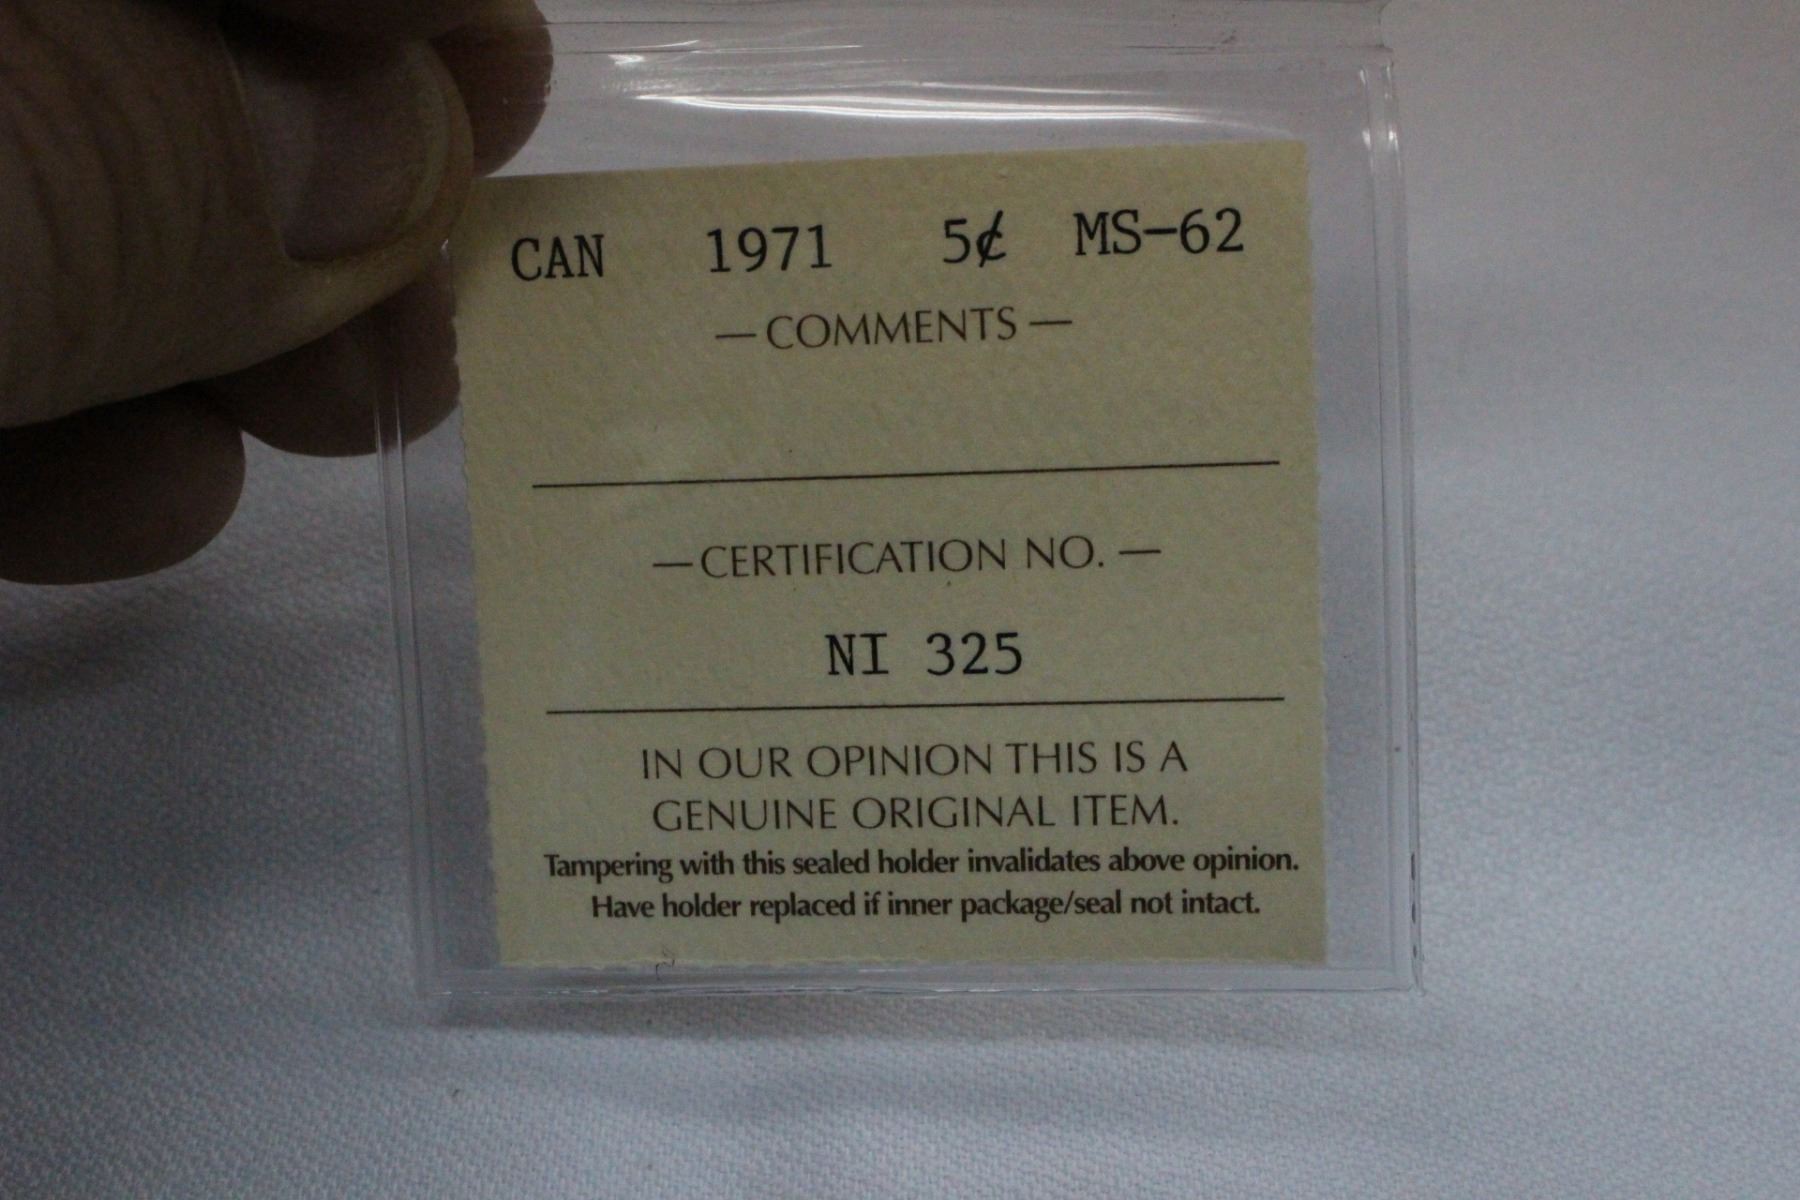 CAN 1971 5¢ MS-62
—COMMENTS—
—CERTIFICATION NO.—
NI 325
IN OUR OPINION THIS IS A
GENUINE ORIGINAL ITEM.
Tampering with this sealed holder invalidates above opinion.
Have holder replaced if inner package/seal not intact.